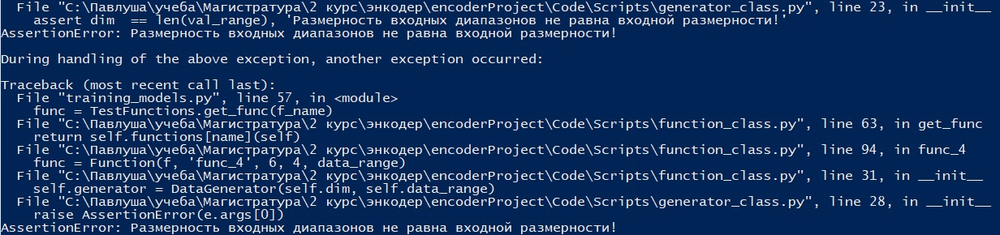 File "C:\Павлуша\учеба\Магистратура\2 курс\энкодер\encoderProject\Code\Scripts\generator_class.py", line 23, in __init__
assert dim  == len(val_range), 'Размерность входных диапазонов не равна входной размерности!'
AssertionError: Размерность входных диапазонов не равна входной размерности!
During handling of the above exception, another exception occurred:
Traceback (most recent call last):
File "training_models.py", line 57, in <module>
func = TestFunctions.get_func(f_name)
File "C:\Павлуша\учеба\Магистратура\2 курс\энкодер\encoderProject\Code\Scripts\function_class.py", line 63, in get_func
return self.functions[name](self)
File "C:\Павлуша\учеба\Магистратура\2 курс\энкодер\encoderProject\Code\Scripts\function_class.py", line 94, in func_4
func = Function(f, 'func_4', 6, 4, data_range)
File "C:\Павлуша\учеба\Магистратура\2 курс\энкодер\encoderProject\Code\Scripts\function_class.py", line 31, in __init__
self.generator = DataGenerator(self.dim, self.data_range)
File "C:\Павлуша\учеба\Магистратура\2 курс\энкодер\encoderProject\Code\Scripts\generator_class.py", line 28, in __init__
raise AssertionError(e.args[0])
AssertionError: Размерность входных диапазонов не равна входной размерности!